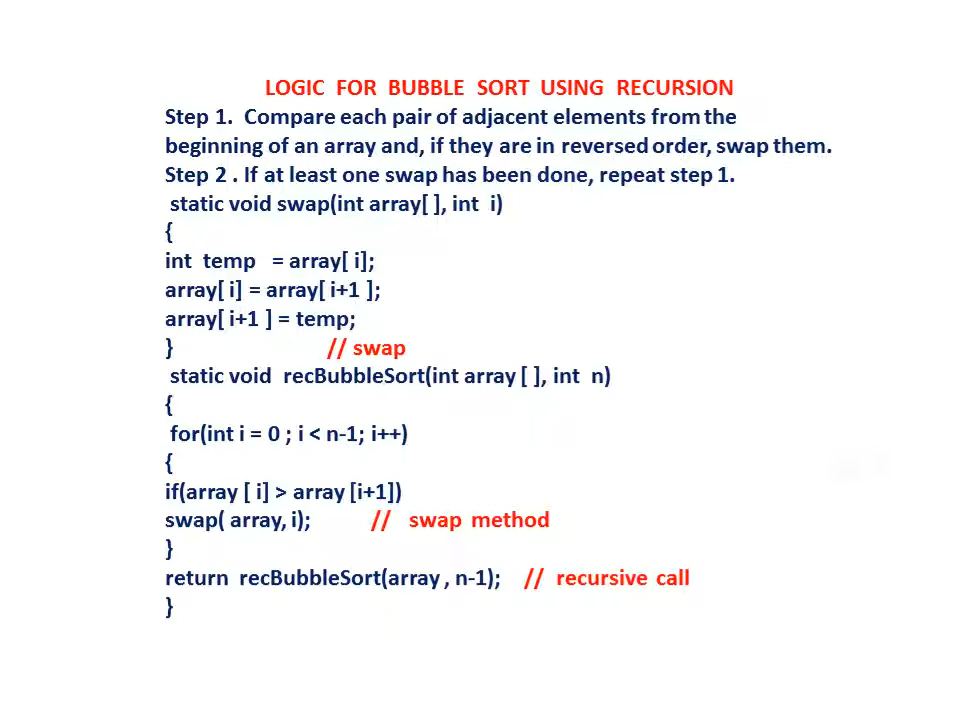 LOGIC FOR BUBBLE SORT USING RECURSION
Step 1. Compare each pair of adjacent elements from the
beginning of an array and, if they are in reversed order, swap them.
Step 2 . If at least one swap has been done, repeat step 1.
static void swap(int array[ ], int i)
{
int temp = array[ i];
array[ i] = array[ i+1 ];
array[ i+1 ] = temp;
} // swap
static void recBubbleSort(int array [ ], int n)
{
for(int i = 0 ; i < n-1; i++)
{
if(array [ i] > array [i+1])
swap( array, i); // swap method
}
return recBubbleSort(array , n-1); // recursive call
}